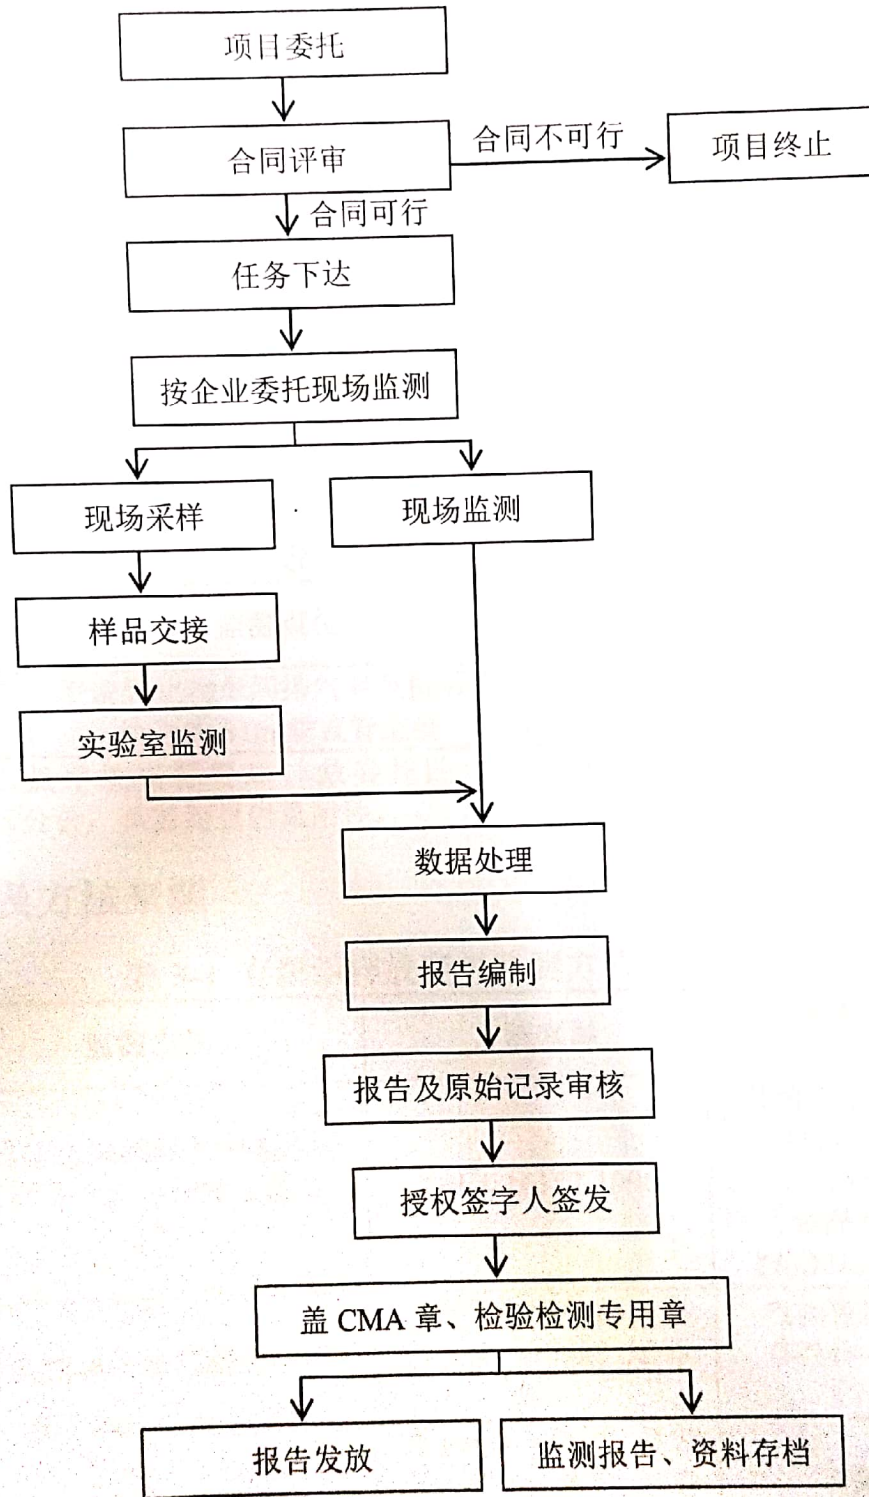 项目委托
合同评审
合同不可行
项目终止
合同可行
任务下达
按企业委托现场监测
现场采样
现场监测
样品交接
实验室监测
数据处理
报告编制
报告及原始记录审核
授权签字人签发
盖 CMA 章、检验检测专用章
报告发放
监测报告、资料存档